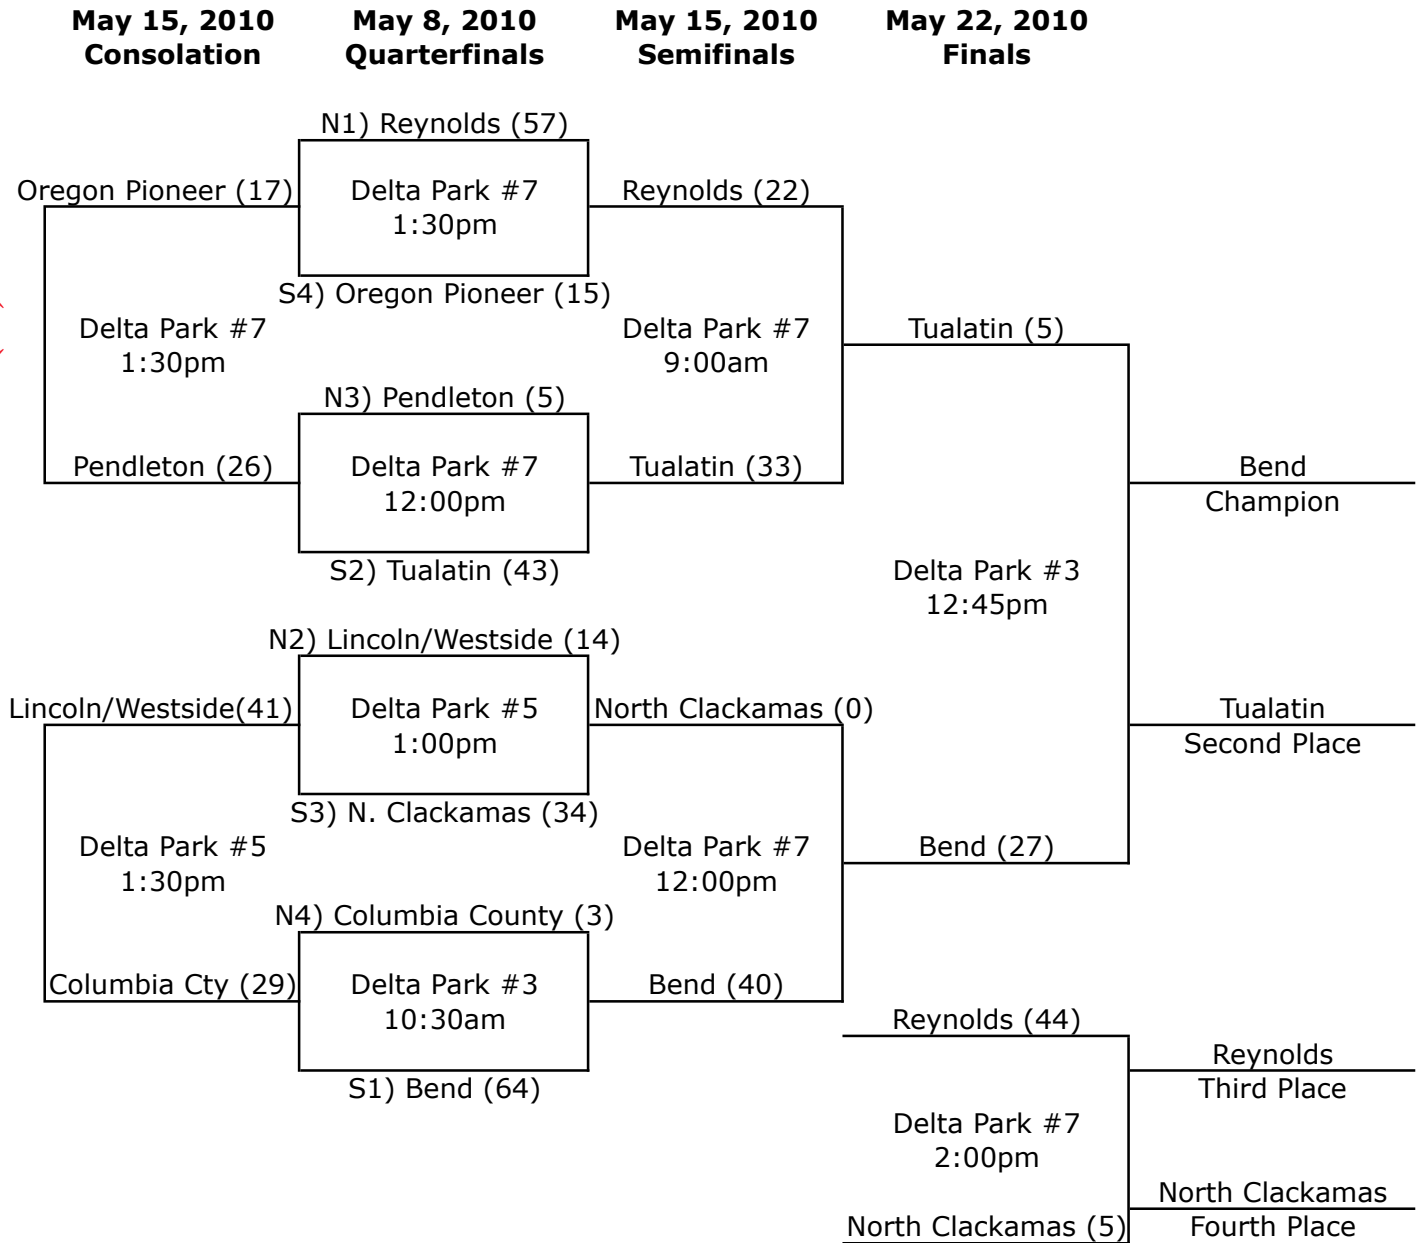 May 15, 2010 May 8, 2010 May 15, 2010 May 22, 2010
Consolation Quarterfinals Semifinals Finals
N1) Reynolds (57)
Oregon Pioneer (17) Delta Park #7 Reynolds (22)
1:30pm
S4) Oregon Pioneer (15)
Delta Park #7 Delta Park #7 Tualatin (5)
1:30pm 9:00am
N3) Pendleton (5)
Pendleton (26) Delta Park #7 Tualatin (33) Bend
12:00pm Champion
S2) Tualatin (43) Delta Park #3
12:45pm
N2) Lincoln/Westside (14)
Lincoln/Westside(41) Delta Park #5 North Clackamas (0) Tualatin
1:00pm Second Place
S3) N. Clackamas (34)
Delta Park #5 Delta Park #7 Bend (27)
1:30pm 12:00pm
N4) Columbia County (3)
Columbia Cty (29) Delta Park #3 Bend (40)
10:30am Reynolds (44)
Reynolds
S1) Bend (64) Third Place
Delta Park #7
2:00pm
North Clackamas
North Clackamas (5) Fourth Place